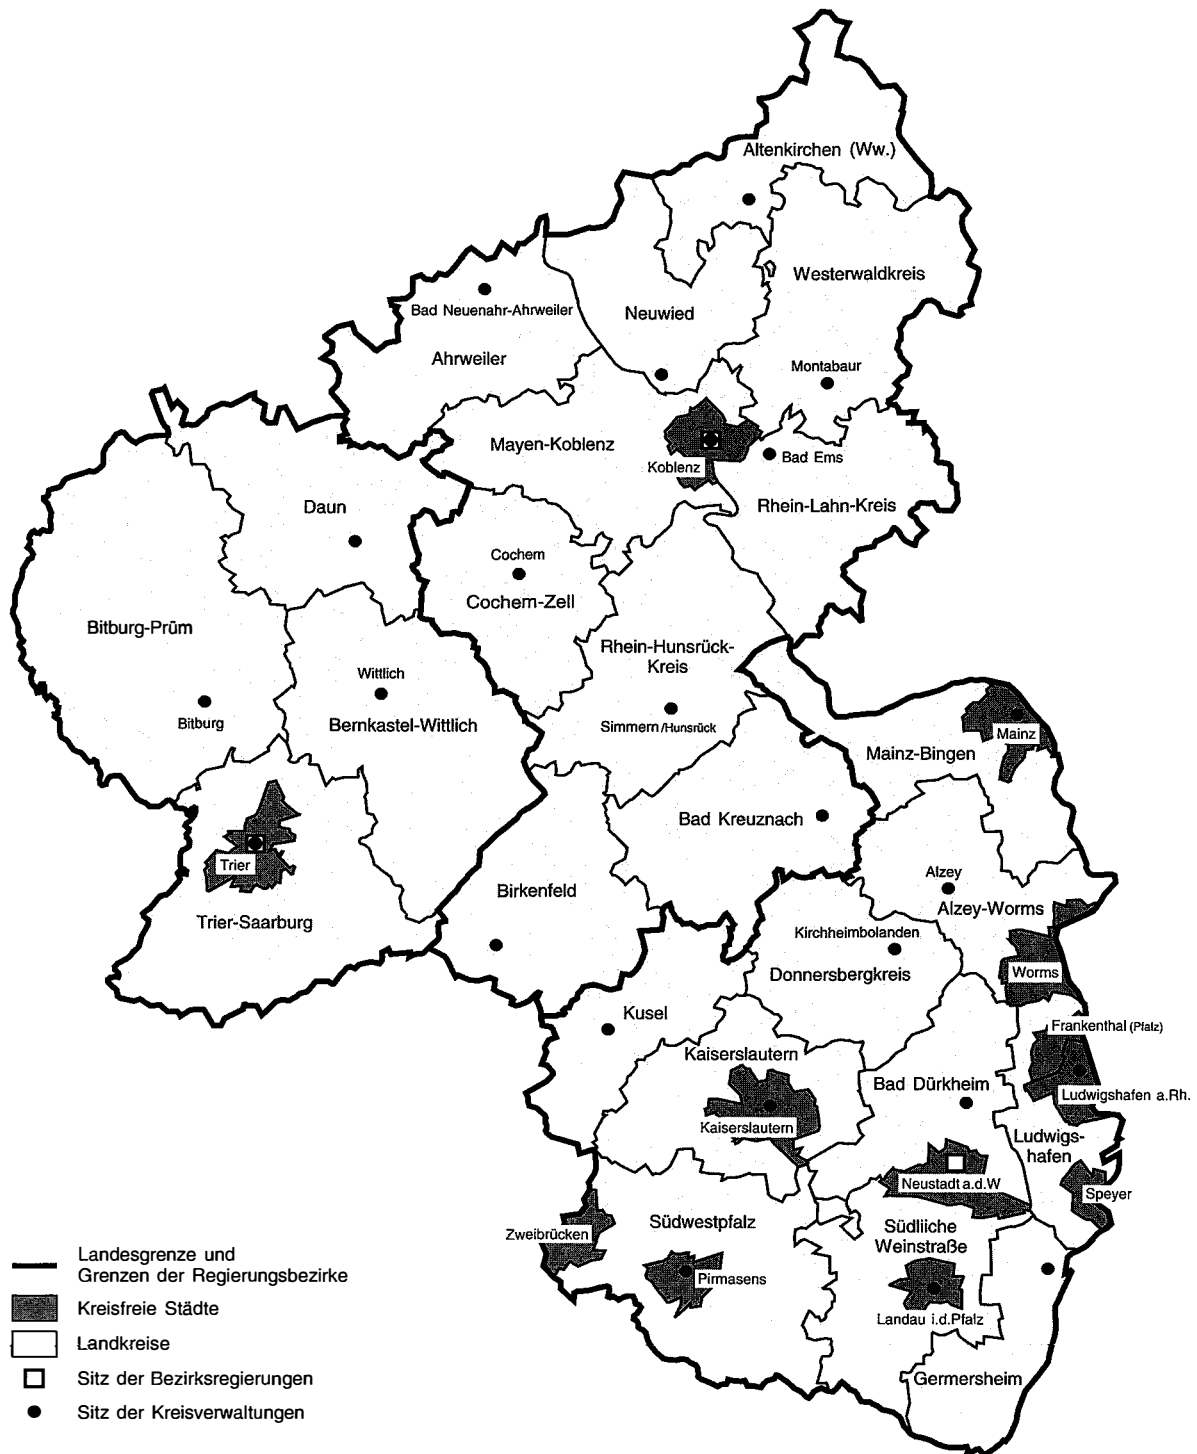 Altenkirchen (Ww.)
Westerwaldkreis
Bad Neuenahr-Ahrweiler
Neuwied
Ahrweiler
Montabaur
Mayen-Koblenz
Koblenz
Bad Ems
Daun
Rhein-Lahn-Kreis
Cochem
Cochem-Zell
Bitburg-Prüm
Rhein-Hunsrück-
Kreis
Wittlich
Bitburg
Bernkastel-Wittlich
Simmern/Hunsrück
Mainz
Mainz-Bingen
Bad Kreuznach
Trier
Alzey
Birkenfeld
Alzey-Worms
Trier-Saarburg
Kirchheimbolanden
Worms
Donnersbergkreis
Kusel
Frankenthal (Pfalz)
Kaiserslautern
Bad Dürkheim
Ludwigshafen a.Rh.
Kaiserslautern
Ludwigs-
hafen
Neustadt a.d.W
Speyer
Südwestpfalz
Zweibrücken
Südliiche
Weinstraße
Pirmasens
Landau i.d.Pfalz
Germersheim
Landesgrenze und
Grenzen der Regierungsbezirke
Kreisfreie Städte
Landkreise
Sitz der Bezirksregierungen
Sitz der Kreisverwaltungen